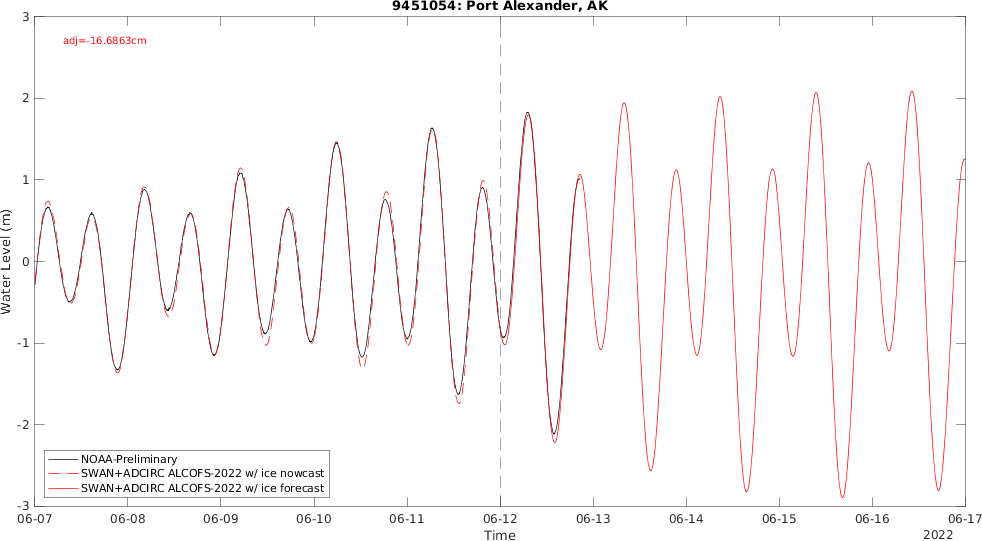 9451054: Port Alexander, AK
adj=-16.6863cm
3
2
1
0
-1
-2
-3
Water Level (m)
NOAA-Preliminary
SWAN+ADCIRC ALCOFS-2022 w/ ice nowcast
SWAN+ADCIRC ALCOFS-2022 w/ ice forecast
06-07 06-08 06-09 06-10 06-11 06-12 06-13 06-14 06-15 06-16 06-17
Time
2022